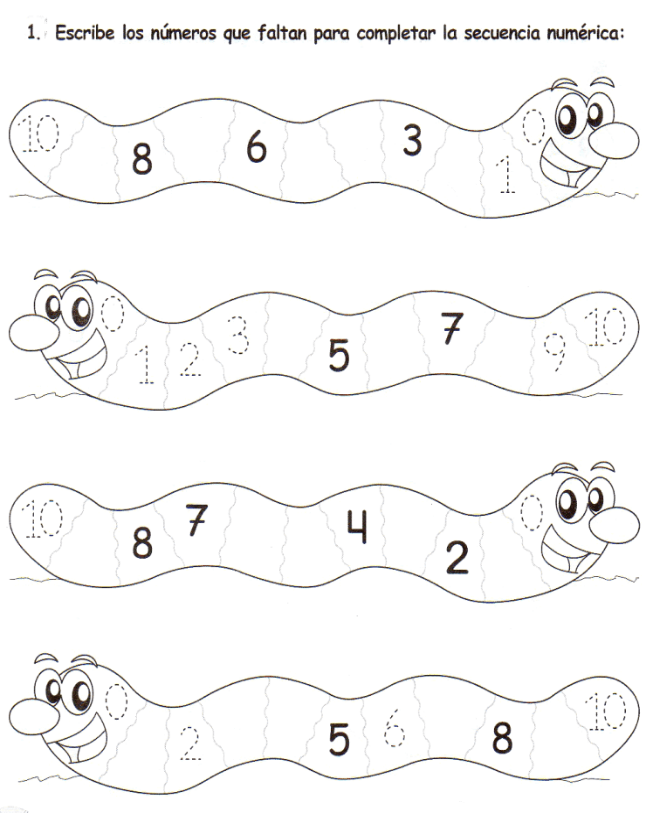 1. Escribe los números que faltan para completar la secuencia numérica:
10 8 6 3 1 0
0 1 2 3 5 7 9 10
10 8 7 4 2 0
0 2 5 6 8 10